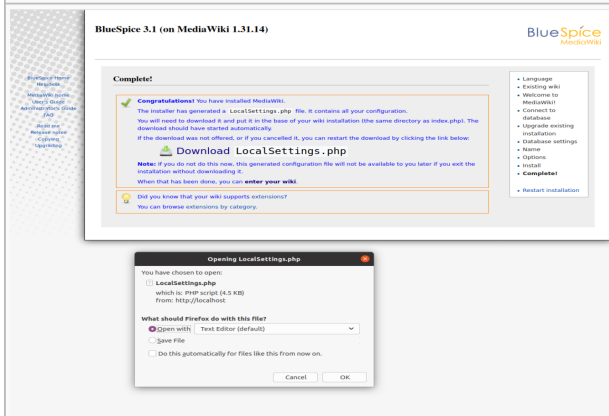 BlueSpice 3.1 (on MediaWiki 1.31.14)
BlueSpice
MediaWiki
BlueSpice Home
Helpdesk
MediaWiki home
User's Guide
Administrator's Guide
FAQ
Read me
Release notes
Copying
Upgrading
Complete!
Congratulations! You have installed MediaWiki.
The installer has generated a LocalSettings.php file. It contains all your configuration.
You will need to download it and put it in the base of your wiki installation (the same directory as index.php). The
download should have started automatically.
If the download was not offered, or if you cancelled it, you can restart the download by clicking the link below:
Download LocalSettings.php
Note: If you do not do this now, this generated configuration file will not be available to you later if you exit the
installation without downloading it.
When that has been done, you can enter your wiki.
Did you know that your wiki supports extensions?
You can browse extensions by category.
Language
Existing wiki
Welcome to
MediaWiki!
Connect to
database
Upgrade existing
installation
Database settings
Name
Options
Install
Complete!
Restart installation
Opening LocalSettings.php
You have chosen to open:
LocalSettings.php
which is: PHP script (4.5 KB)
from: http://localhost
What should Firefox do with this file?
Open with Text Editor (default)
Save File
Do this automatically for files like this from now on.
Cancel OK